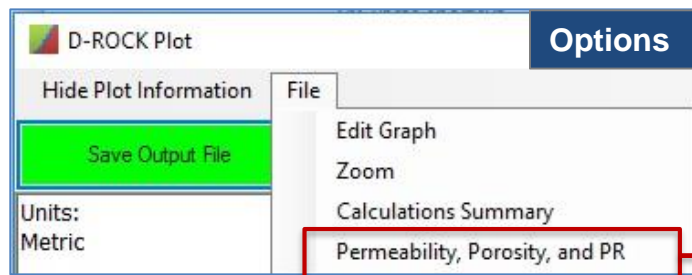 D-ROCK Plot
Options
Hide Plot Information
File
Save Output File
Edit Graph
Zoom
Units:
Calculations Summary
Metric
Permeability, Porosity, and PR